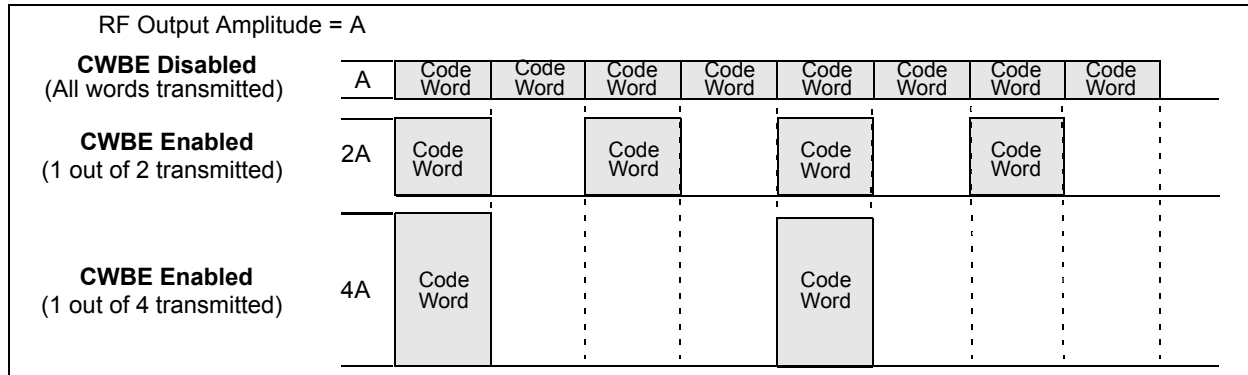 RF Output Amplitude = A
CWBE Disabled
(All words transmitted)
A
Code Word
Code Word
Code Word
Code Word
Code Word
Code Word
Code Word
Code Word
CWBE Enabled
(1 out of 2 transmitted)
2A
Code Word
Code Word
Code Word
Code Word
CWBE Enabled
(1 out of 4 transmitted)
4A
Code Word
Code Word